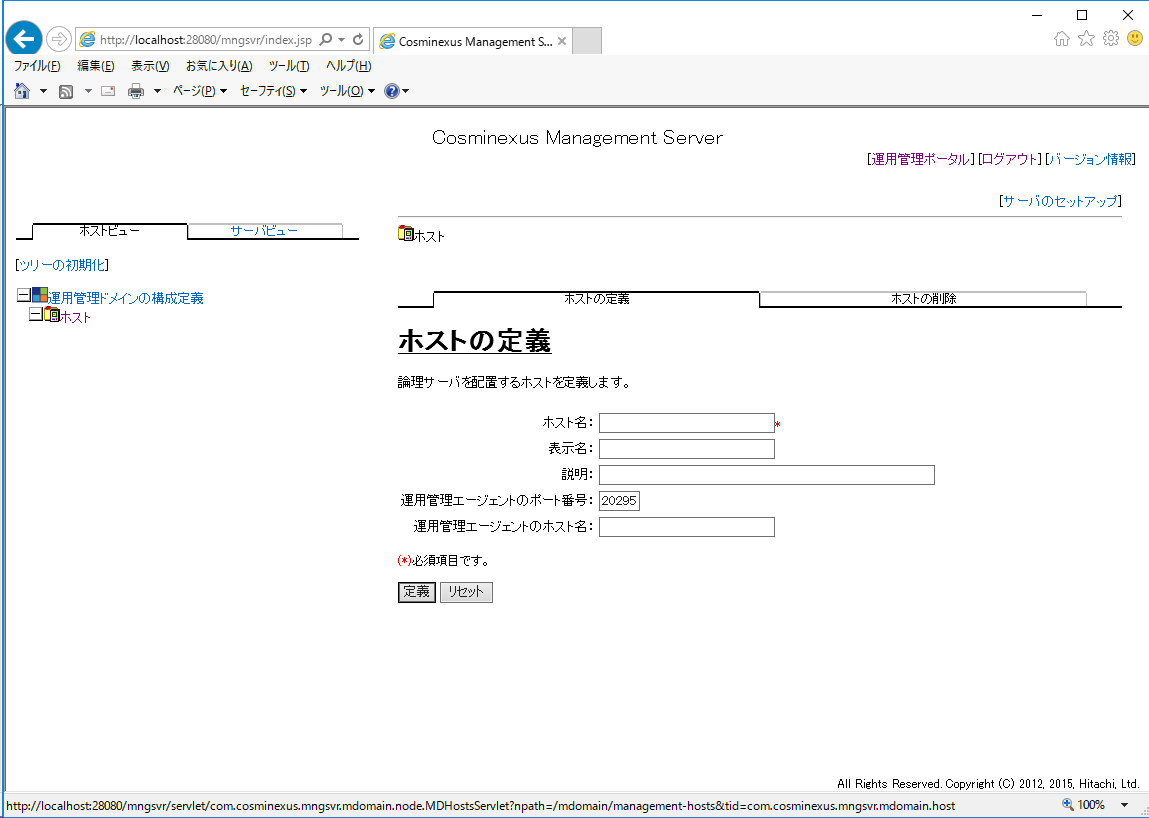 http://localhost:28080/mngsvr/index.jsp
Cosminexus Management S...
ファイル(F) 編集(E) 表示(V) お気に入り(A) ツール(T) ヘルプ(H)
ページ(P) セーフティ(S) ツール(O)
Cosminexus Management Server
[運用管理ポータル] [ログアウト] [バージョン情報]
[サーバのセットアップ]
ホストビュー サーバビュー
[ツリーの初期化]
運用管理ドメインの構成定義
ホスト
ホスト
ホストの定義 ホストの削除
ホストの定義
論理サーバを配置するホストを定義します。
ホスト名: *
表示名:
説明:
運用管理エージェントのポート番号: 20295
運用管理エージェントのホスト名:
(*)必須項目です。
定義 リセット
All Rights Reserved. Copyright (C) 2012, 2015, Hitachi, Ltd.
http://localhost:28080/mngsvr/servlet/com.cosminexus.mngsvr.mdomain.node.MDHostsServlet?npath=/mdomain/management-hosts&tid=com.cosminexus.mngsvr.mdomain.host
100%